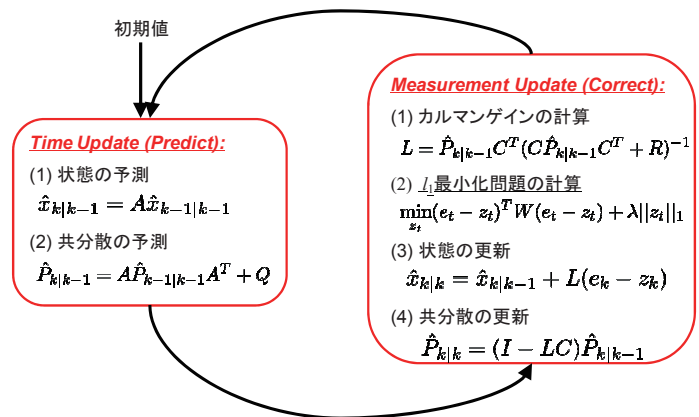 初期値
Time Update (Predict):
(1) 状態の予測
x̂_{k|k-1} = Ax̂_{k-1|k-1}
(2) 共分散の予測
P̂_{k|k-1} = AP̂_{k-1|k-1}A^T + Q
Measurement Update (Correct):
(1) カルマンゲインの計算
L = P̂_{k|k-1}C^T(CP̂_{k|k-1}C^T + R)^{-1}
(2) l_1最小化問題の計算
min_{z_t}(e_t - z_t)^T W(e_t - z_t) + λ||z_t||_1
(3) 状態の更新
x̂_{k|k} = x̂_{k|k-1} + L(e_k - z_k)
(4) 共分散の更新
P̂_{k|k} = (I - LC)P̂_{k|k-1}